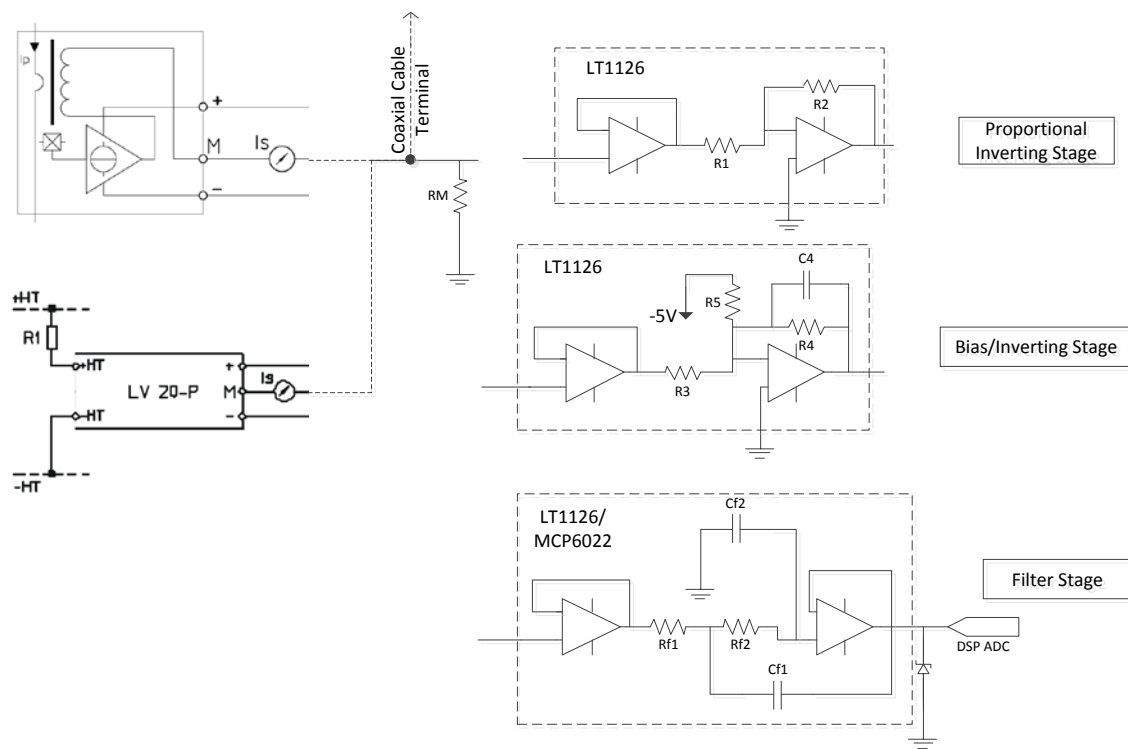 Ip
+
M
Is
-
Coaxial Cable
Terminal
RM
LT1126
R2
R1
Proportional
Inverting Stage
+HT
R1
+HT
LV 20-P
+
M
Is
-
-HT
-HT
LT1126
C4
R5
-5V
R4
R3
Bias/Inverting Stage
LT1126/
MCP6022
Cf2
Rf1
Rf2
Cf1
Filter Stage
DSP ADC